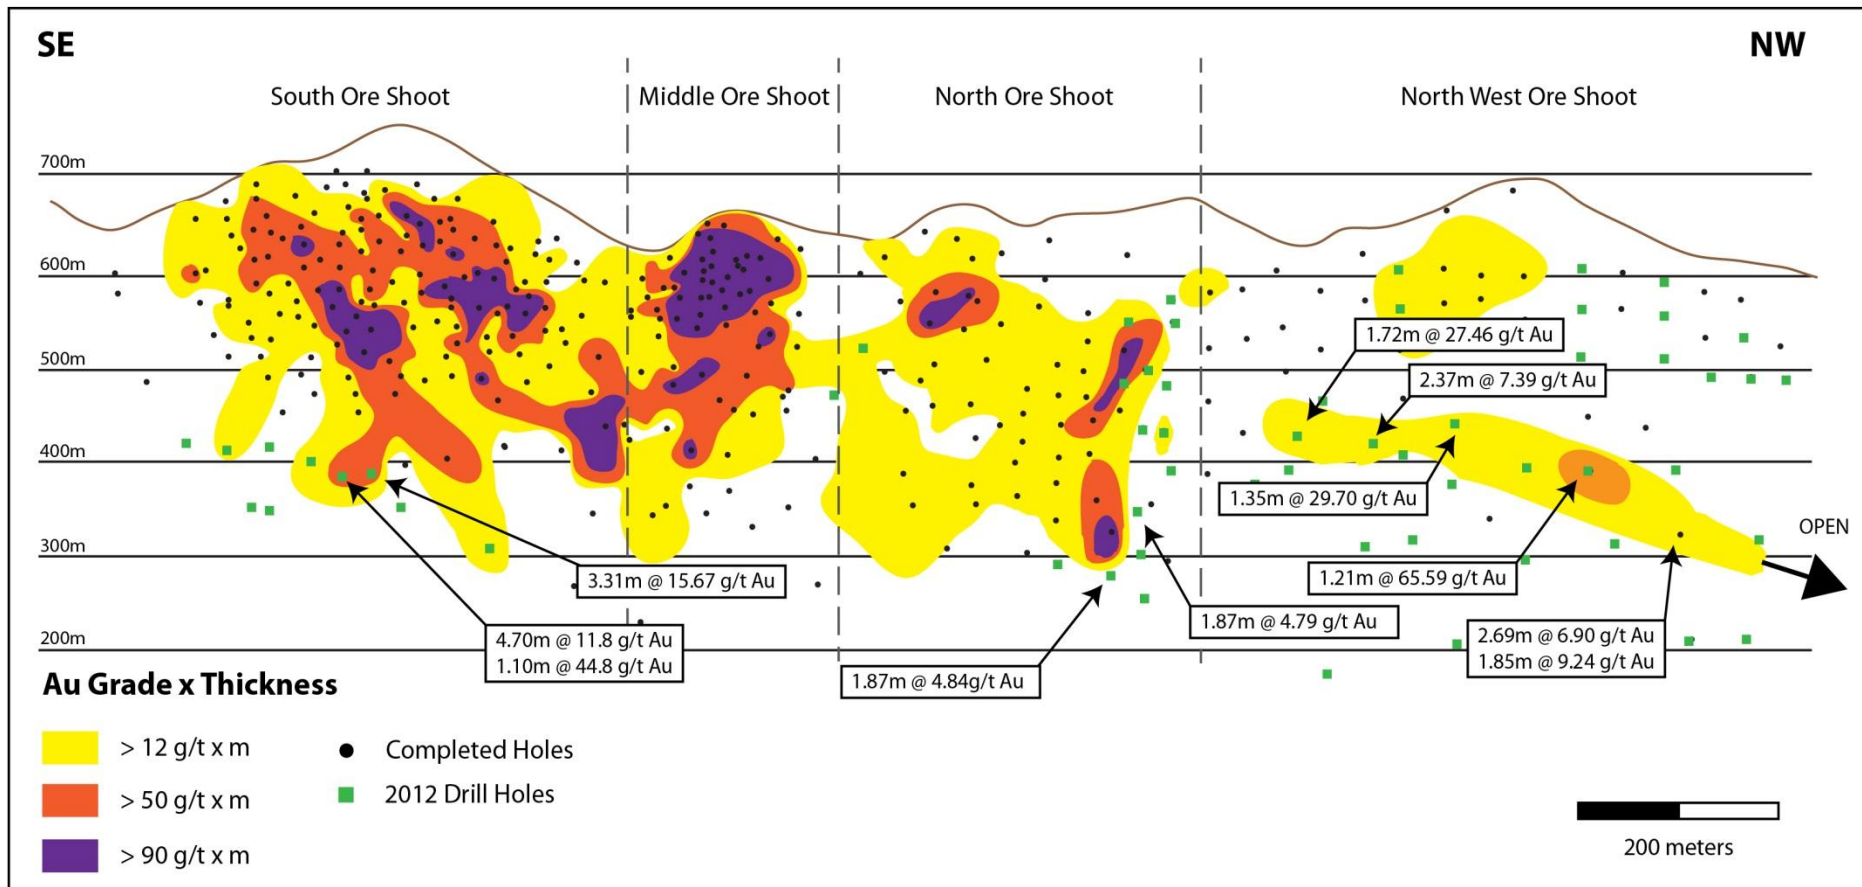 SE
NW
South Ore Shoot
Middle Ore Shoot
North Ore Shoot
North West Ore Shoot
700m
600m
500m
400m
300m
200m
1.72m @ 27.46 g/t Au
2.37m @ 7.39 g/t Au
1.35m @ 29.70 g/t Au
OPEN
3.31m @ 15.67 g/t Au
1.21m @ 65.59 g/t Au
1.87m @ 4.79 g/t Au
4.70m @ 11.8 g/t Au
1.10m @ 44.8 g/t Au
2.69m @ 6.90 g/t Au
1.85m @ 9.24 g/t Au
1.87m @ 4.84g/t Au
Au Grade x Thickness
> 12 g/t x m
> 50 g/t x m
> 90 g/t x m
Completed Holes
2012 Drill Holes
200 meters